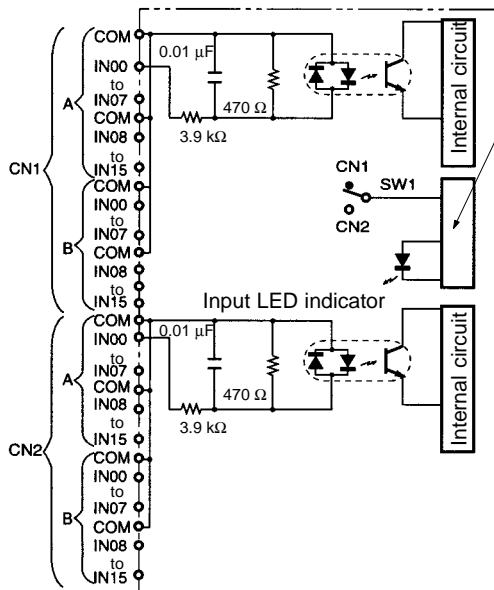 COM
IN00
to
IN07
COM
IN08
to
IN15
COM
IN00
to
IN07
COM
IN08
to
IN15
A
B
CN1
0.01 µF
470 Ω
3.9 kΩ
Internal circuit
CN1
SW1
CN2
Input LED indicator
COM
IN00
to
IN07
COM
IN08
to
IN15
COM
IN00
to
IN07
COM
IN08
to
IN15
A
B
CN2
0.01 µF
470 Ω
3.9 kΩ
Internal circuit